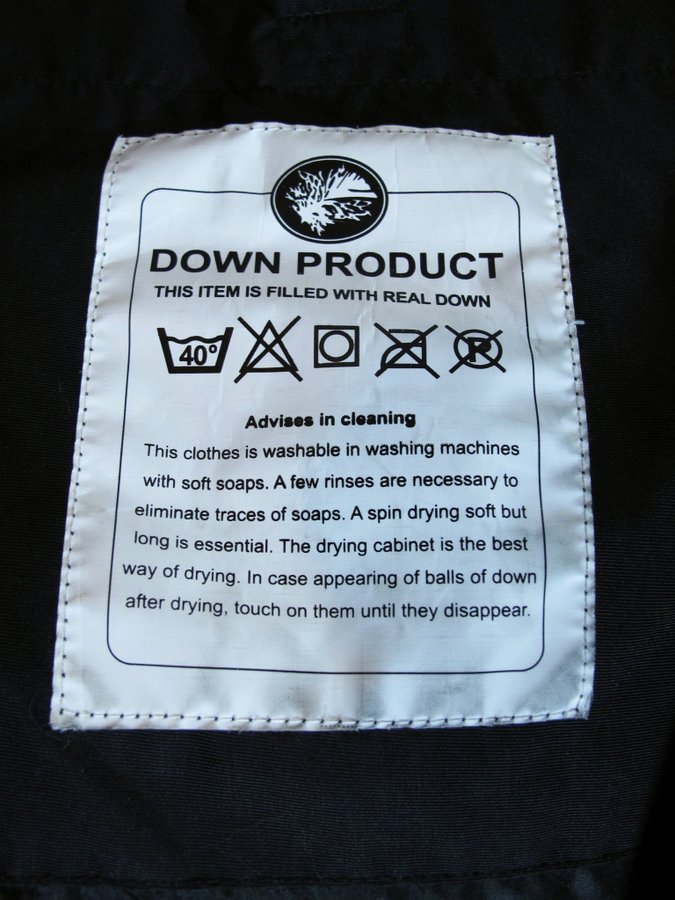 DOWN PRODUCT
THIS ITEM IS FILLED WITH REAL DOWN
40° P
Advises in cleaning
This clothes is washable in washing machines
with soft soaps. A few rinses are necessary to
eliminate traces of soaps. A spin drying soft but
long is essential. The drying cabinet is the best
way of drying. In case appearing of balls of down
after drying, touch on them until they disappear.